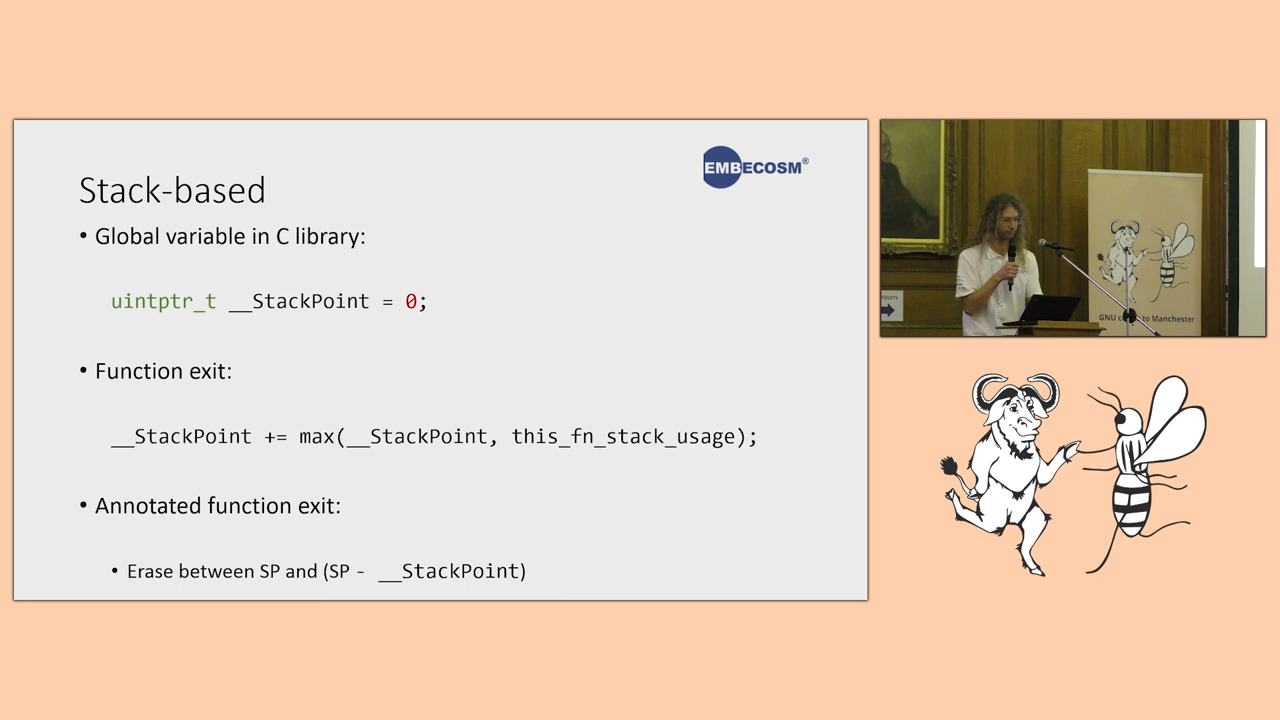 EMBECOSM®
Stack-based
• Global variable in C library:
uintptr_t __StackPoint = 0;
• Function exit:
__StackPoint += max(__StackPoint, this_fn_stack_usage);
• Annotated function exit:
• Erase between SP and (SP - __StackPoint)
GNU to Manchester